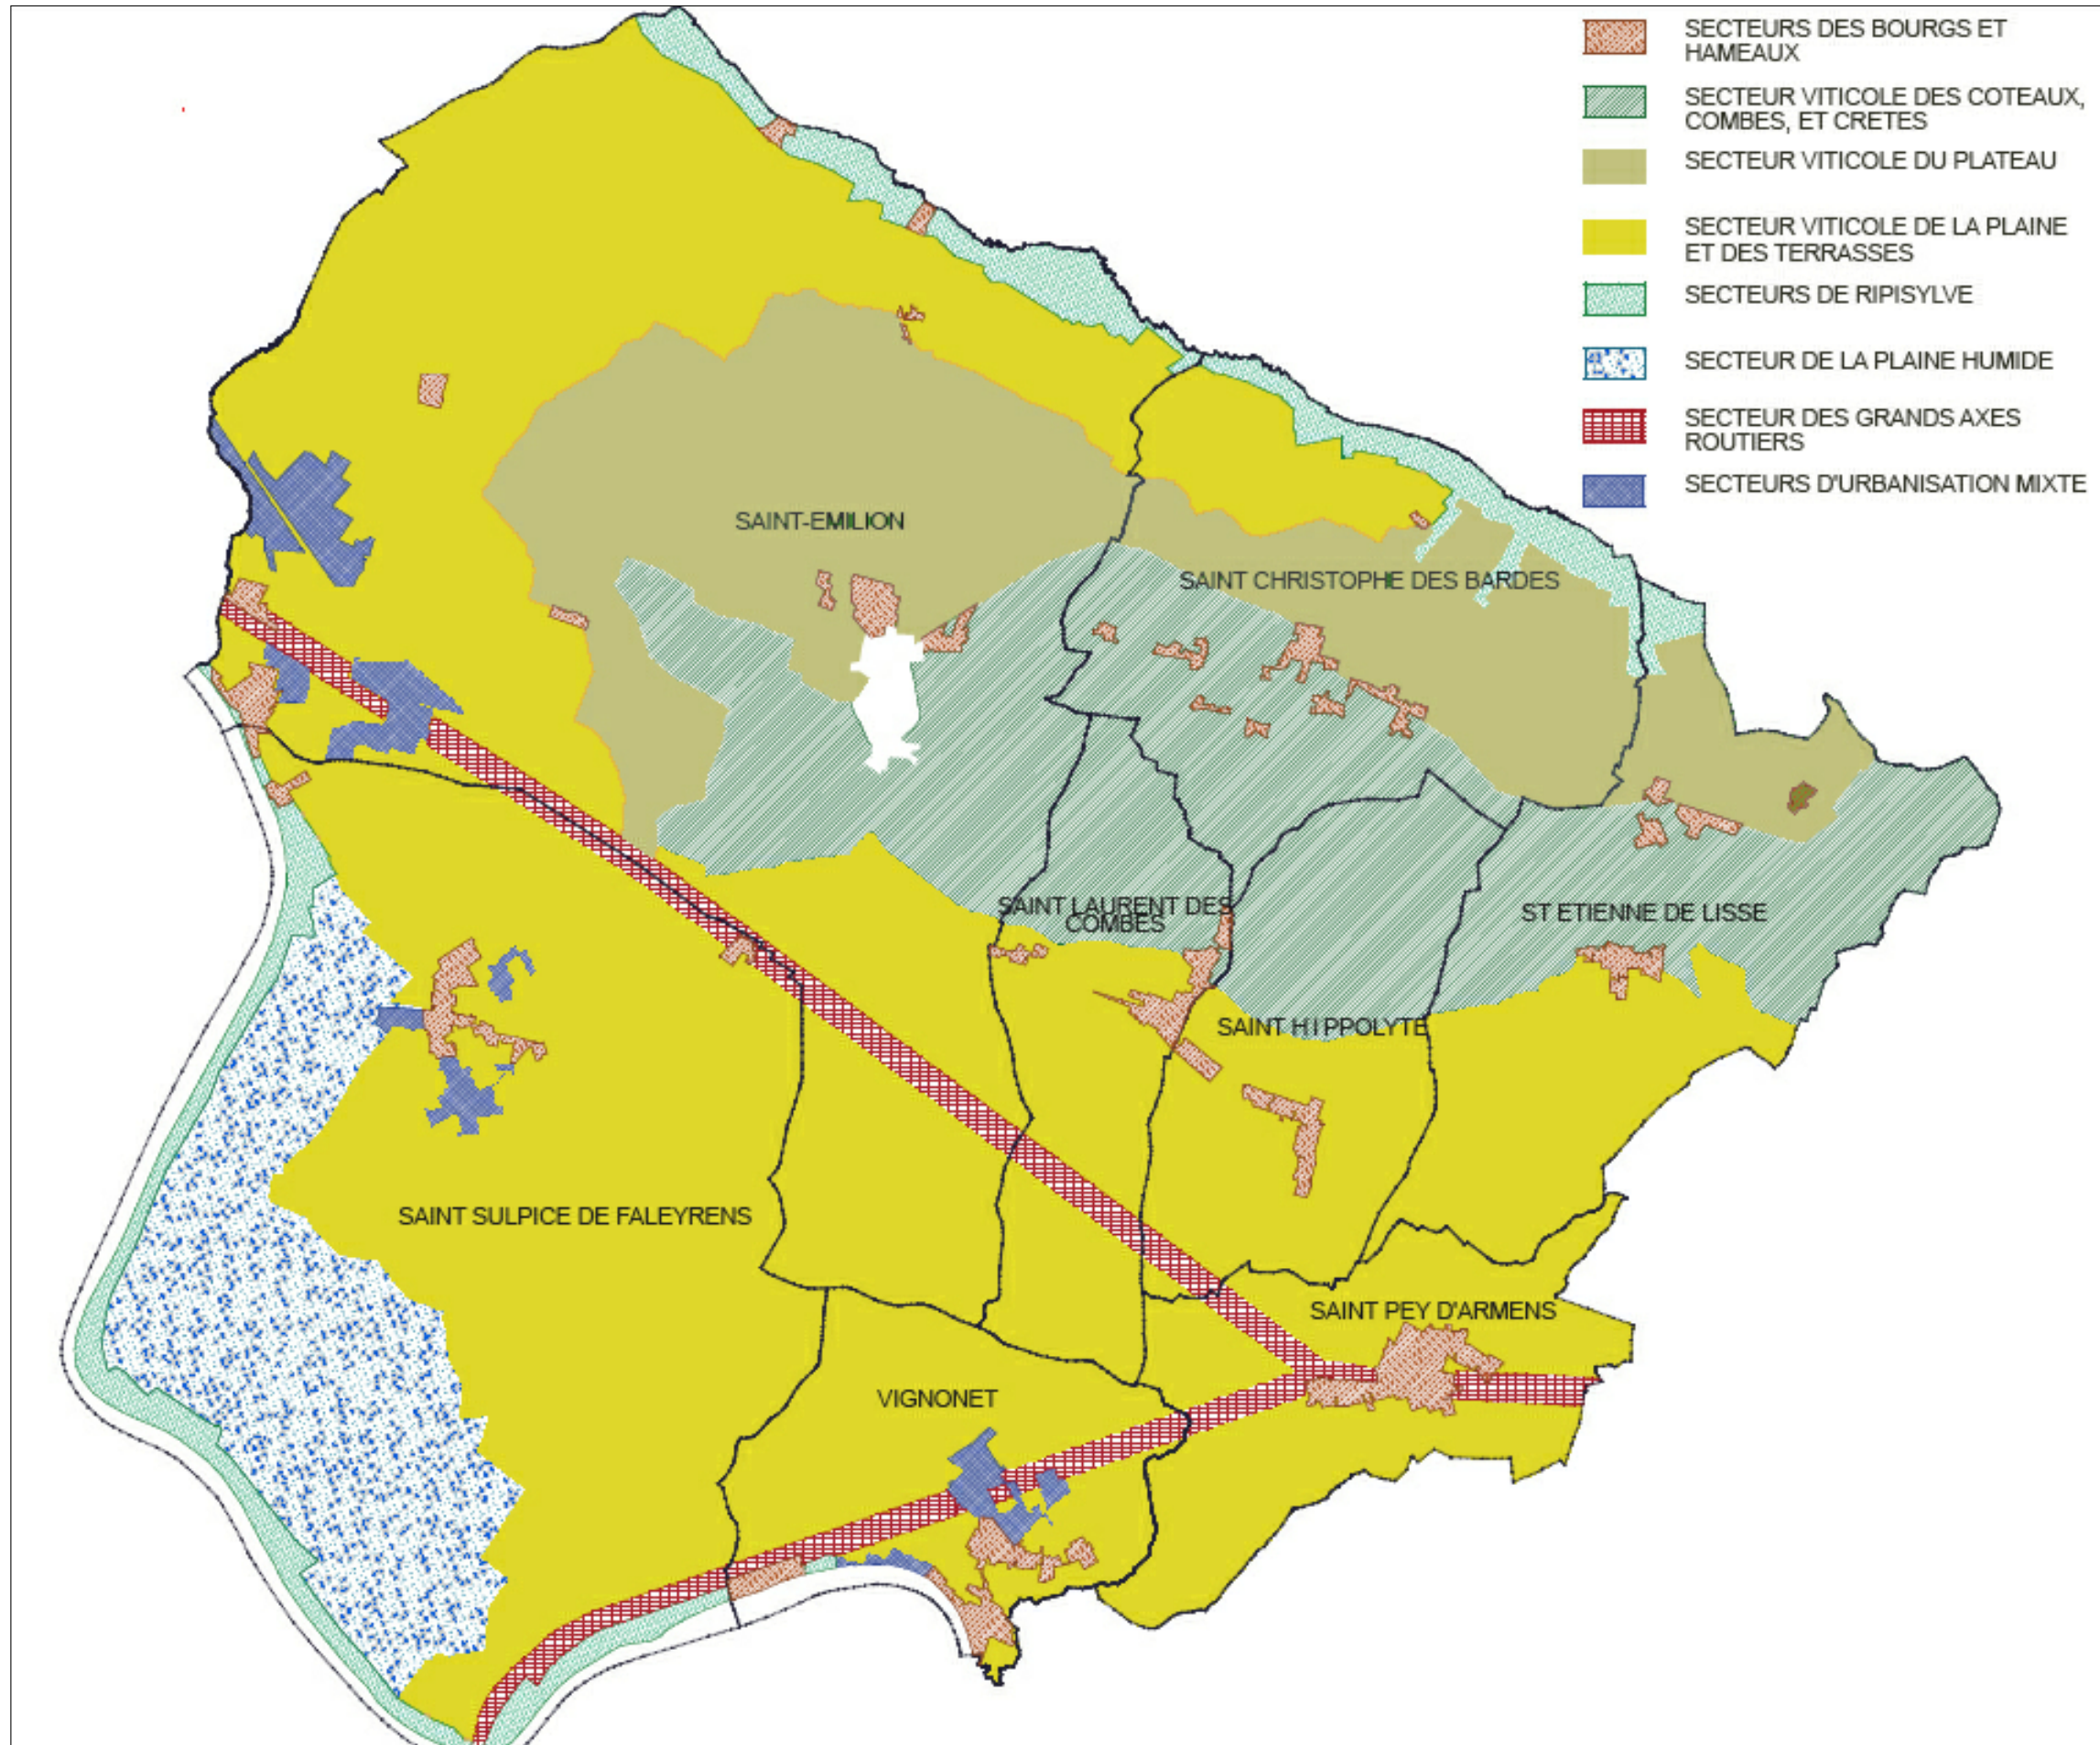 SECTEURS DES BOURGS ET
HAMEAUX
SECTEUR VITICOLE DES COTEAUX,
COMBES, ET CRETES
SECTEUR VITICOLE DU PLATEAU
SECTEUR VITICOLE DE LA PLAINE
ET DES TERRASSES
SECTEURS DE RIPISYLVE
SECTEUR DE LA PLAINE HUMIDE
SECTEUR DES GRANDS AXES
ROUTIERS
SECTEURS D'URBANISATION MIXTE
SAINT-EMILION
SAINT CHRISTOPHE DES BARDES
SAINT LAURENT DES
COMBES
ST ETIENNE DE LISSE
SAINT HIPPOLYTE
SAINT SULPICE DE FALEYRENS
SAINT PEY D'ARMENS
VIGNONET